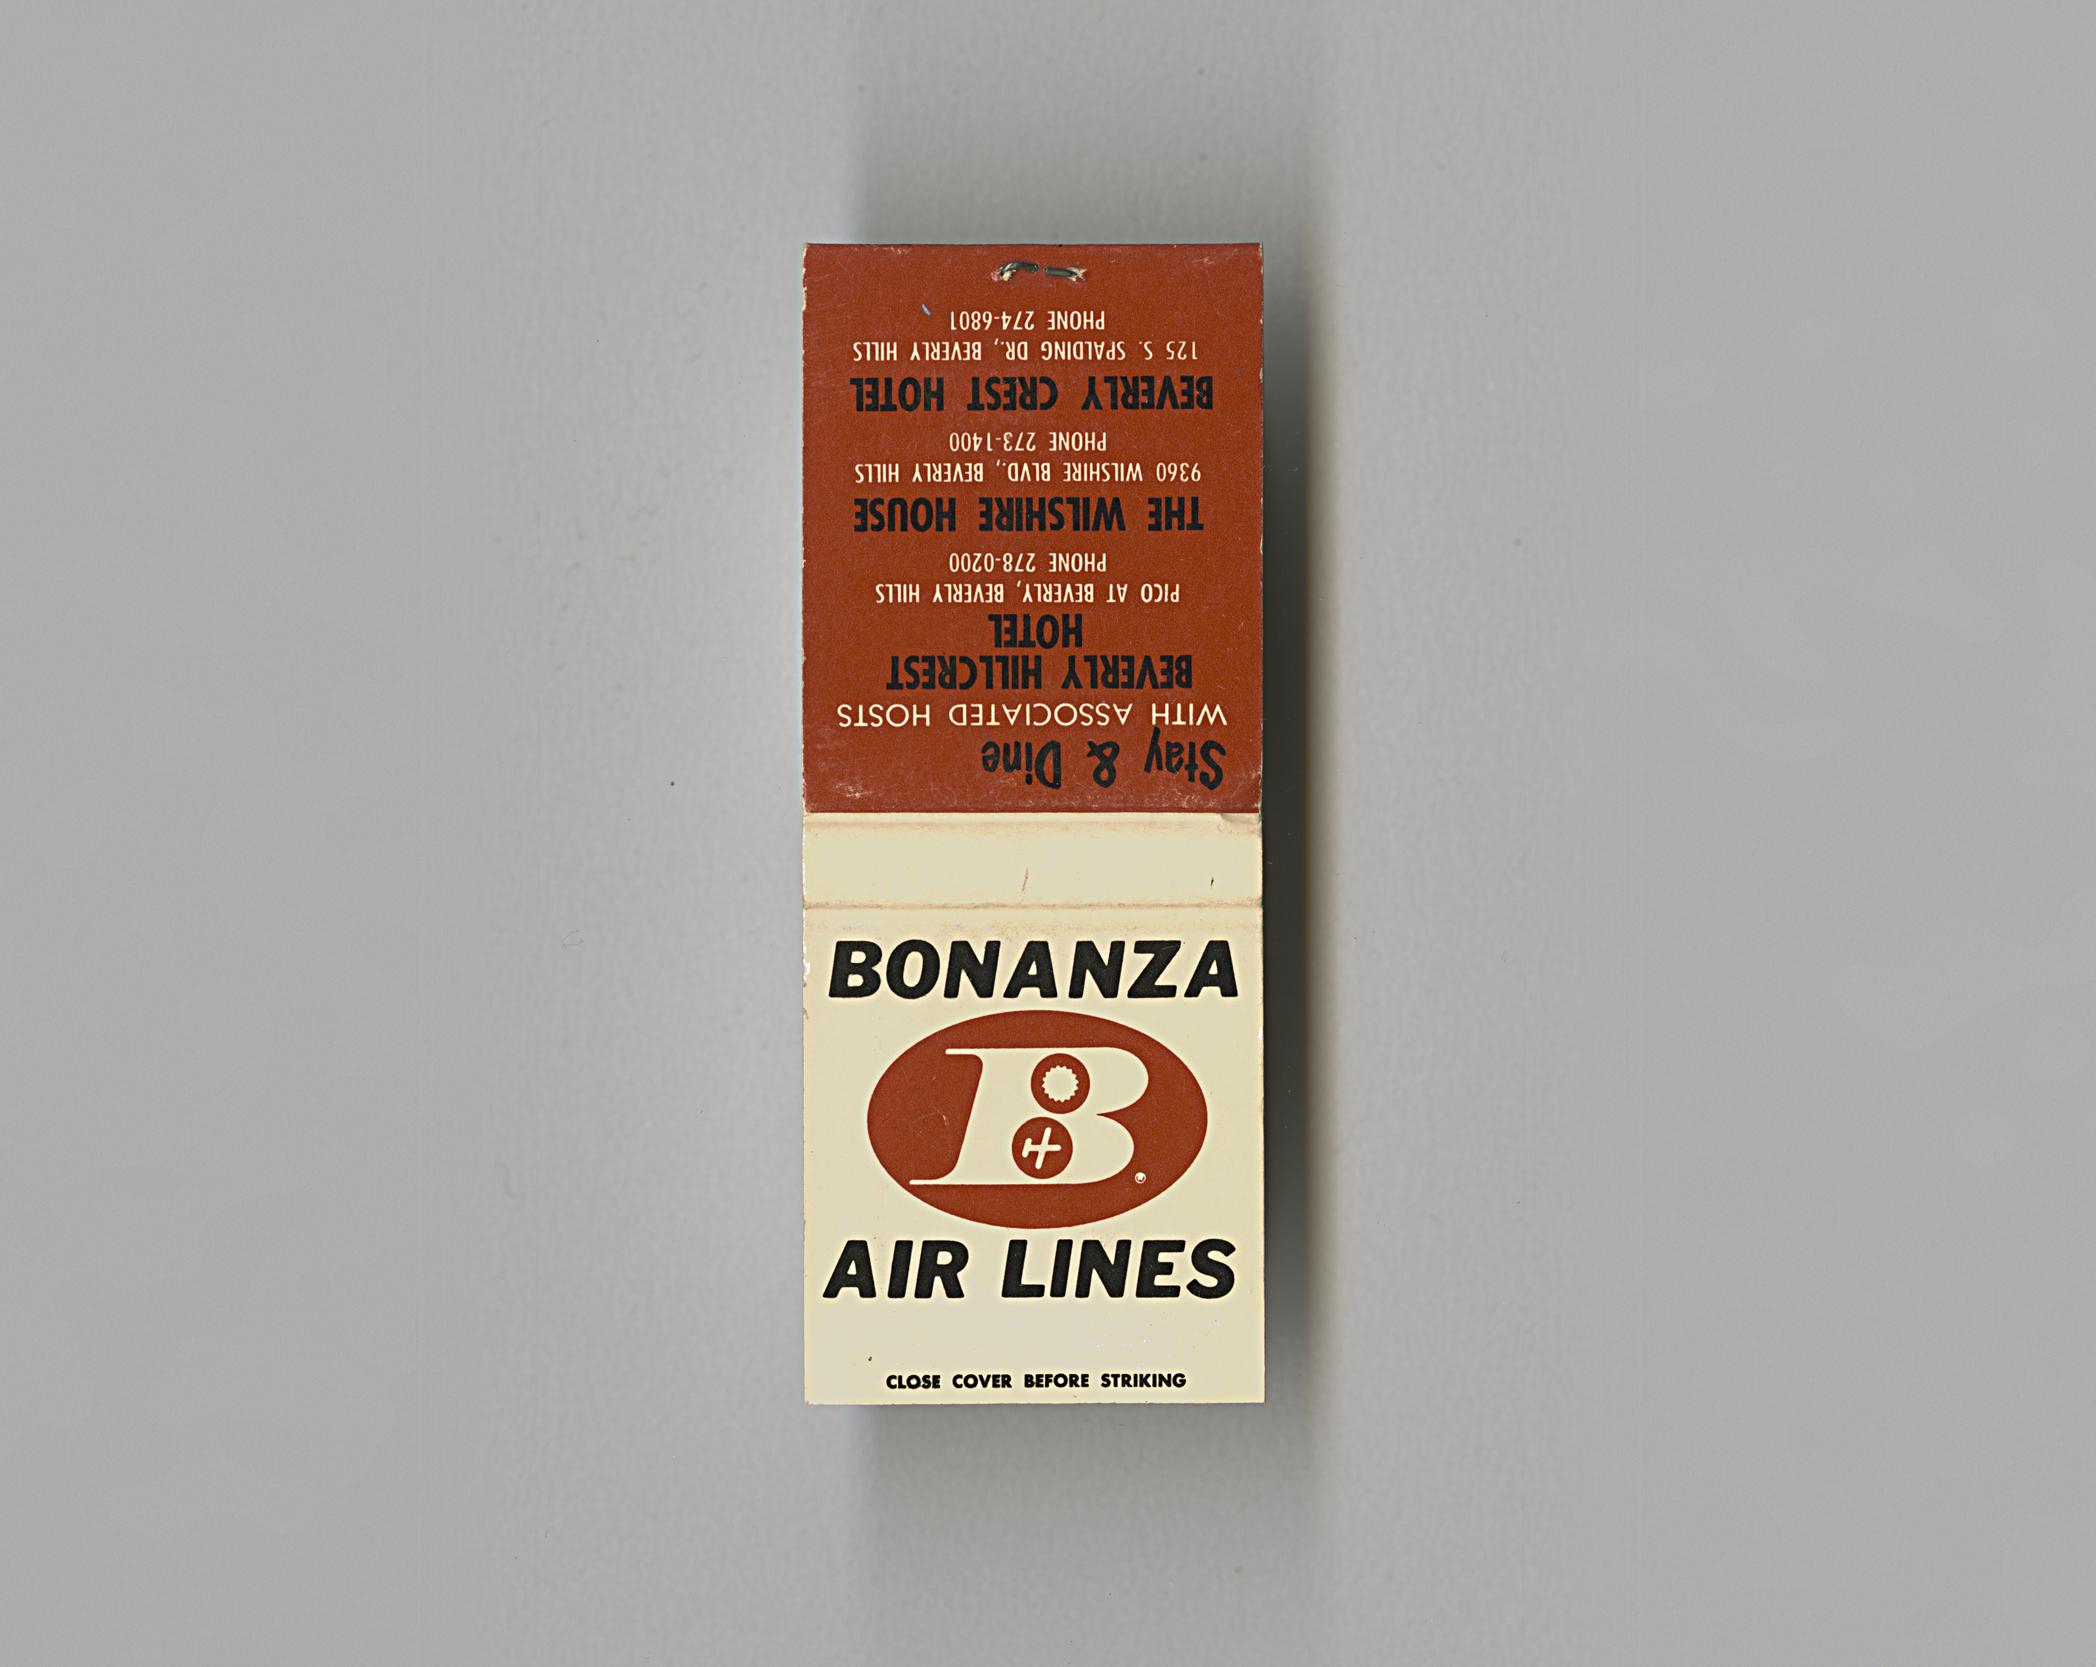 BONANZA
B
AIR LINES
CLOSE COVER BEFORE STRIKING
Stay & Dine
WITH ASSOCIATED HOSTS
BEVERLY HILLCREST
HOTEL
PICO AT BEVERLY, BEVERLY HILLS
PHONE 278-0200
THE WILSHIRE HOUSE
9360 WILSHIRE BLVD., BEVERLY HILLS
PHONE 273-1400
BEVERLY CREST HOTEL
125 S. SPALDING DR., BEVERLY HILLS
PHONE 274-6801